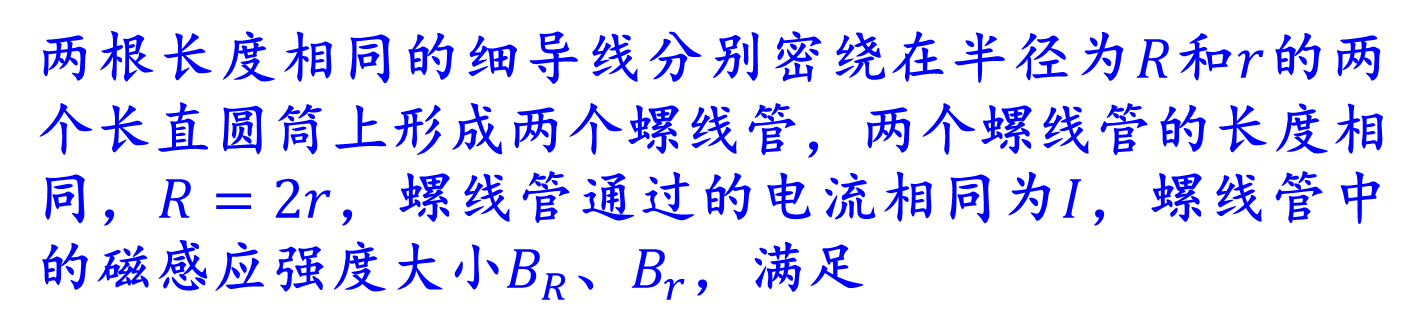 两根长度相同的细导线分别密绕在半径为R和r的两
个长直圆筒上形成两个螺线管，两个螺线管的长度相
同，R = 2r，螺线管通过的电流相同为I，螺线管中
的磁感应强度大小B_R、B_r，满足